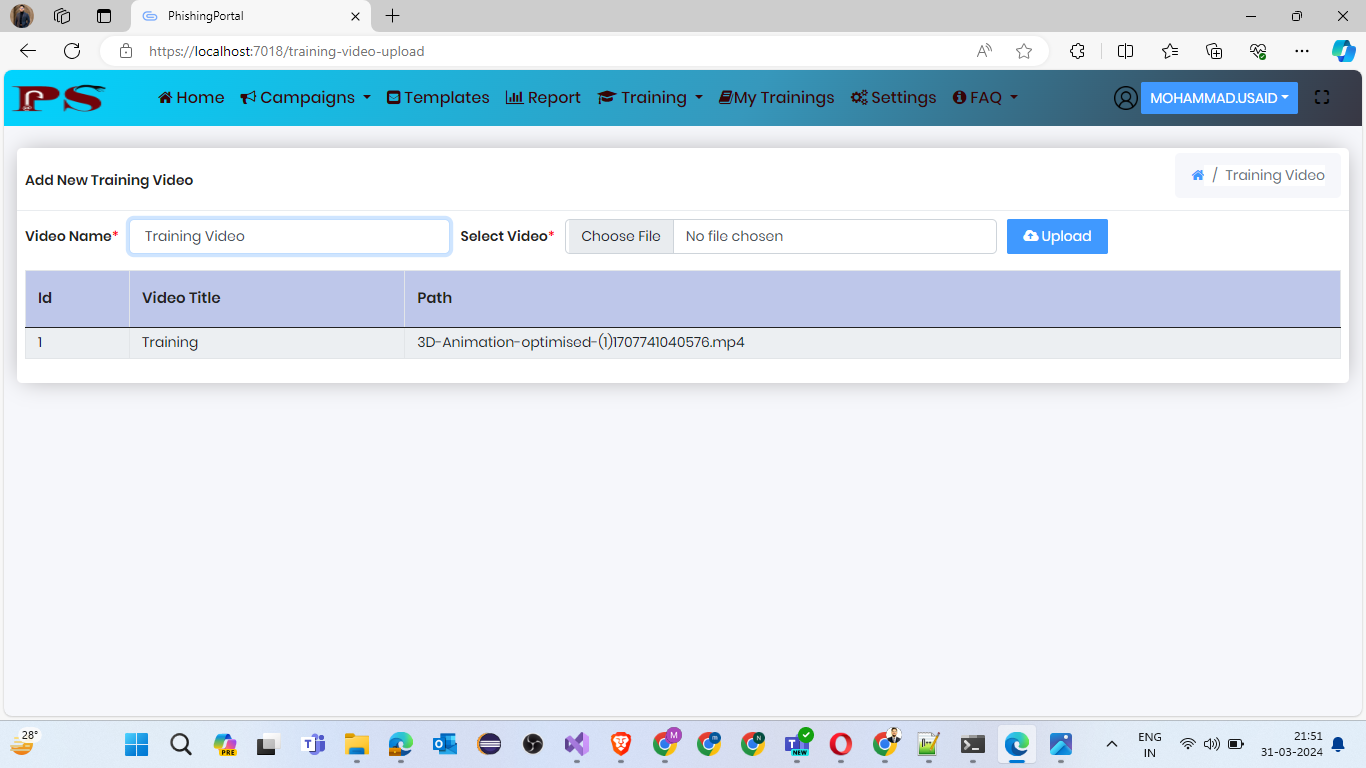 PhishingPortal
https://localhost:7018/training-video-upload
PS Home Campaigns Templates Report Training My Trainings Settings FAQ MOHAMMAD.USAID
Add New Training Video
/ Training Video
Video Name* Training Video Select Video* Choose File No file chosen Upload
Id Video Title Path
1 Training 3D-Animation-optimised-(1)1707741040576.mp4
28°
PRE
M
m
N
NEW
ENG
IN
21:51
31-03-2024